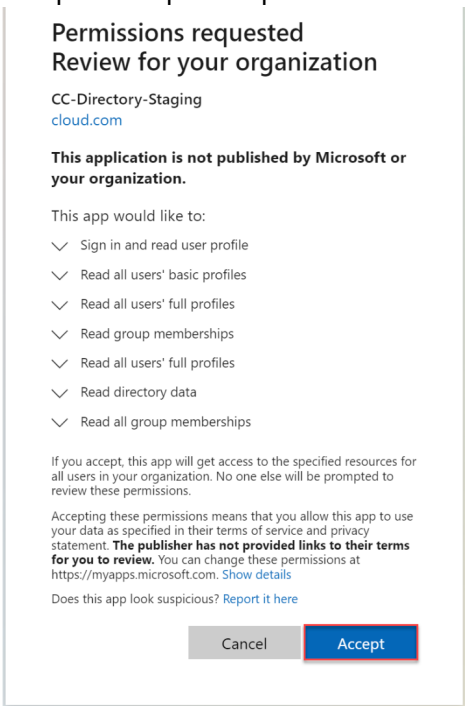 Permissions requested
Review for your organization
CC-Directory-Staging
cloud.com
This application is not published by Microsoft or
your organization.
This app would like to:
Sign in and read user profile
Read all users' basic profiles
Read all users' full profiles
Read group memberships
Read all users' full profiles
Read directory data
Read all group memberships
If you accept, this app will get access to the specified resources for
all users in your organization. No one else will be prompted to
review these permissions.
Accepting these permissions means that you allow this app to use
your data as specified in their terms of service and privacy
statement. The publisher has not provided links to their terms
for you to review. You can change these permissions at
https://myapps.microsoft.com. Show details
Does this app look suspicious? Report it here
Cancel Accept